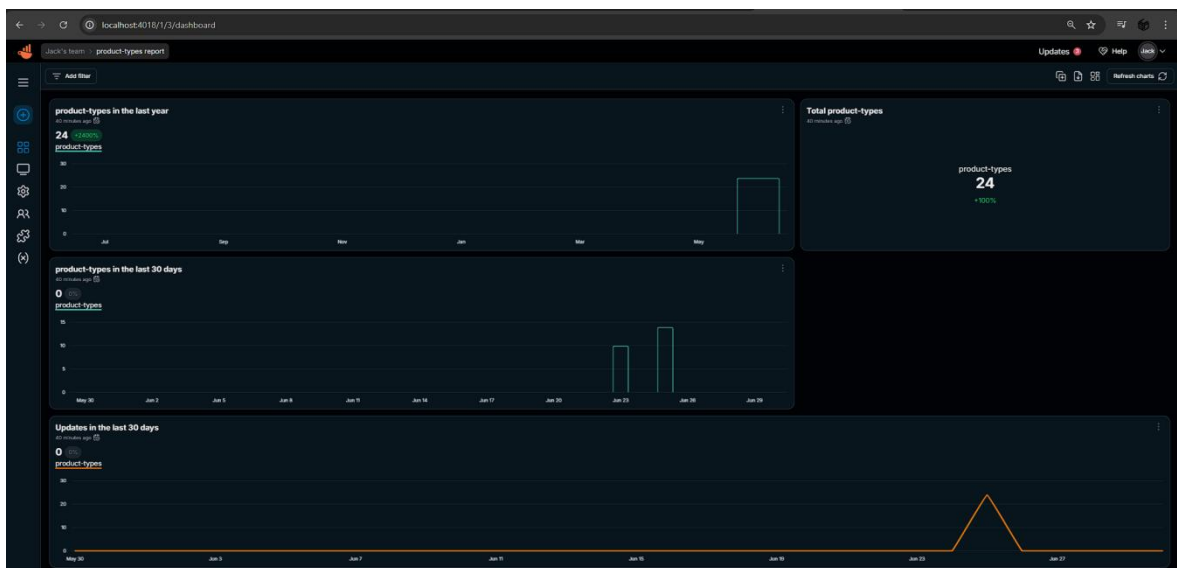 localhost:4018/1/3/dashboard
Jack's team > product-types report
Updates 3 Help Jack
Add filter
Refresh charts
product-types in the last year
40 minutes ago
24 +2400%
product-types
30
20
10
0
Jul Sep Nov Jan Mar May
Total product-types
40 minutes ago
product-types
24
+100%
product-types in the last 30 days
40 minutes ago
0 0%
product-types
15
10
5
0
May 30 Jun 2 Jun 5 Jun 8 Jun 11 Jun 14 Jun 17 Jun 20 Jun 23 Jun 26 Jun 29
Updates in the last 30 days
40 minutes ago
0 0%
product-types
30
20
10
0
May 30 Jun 3 Jun 7 Jun 11 Jun 15 Jun 19 Jun 23 Jun 27